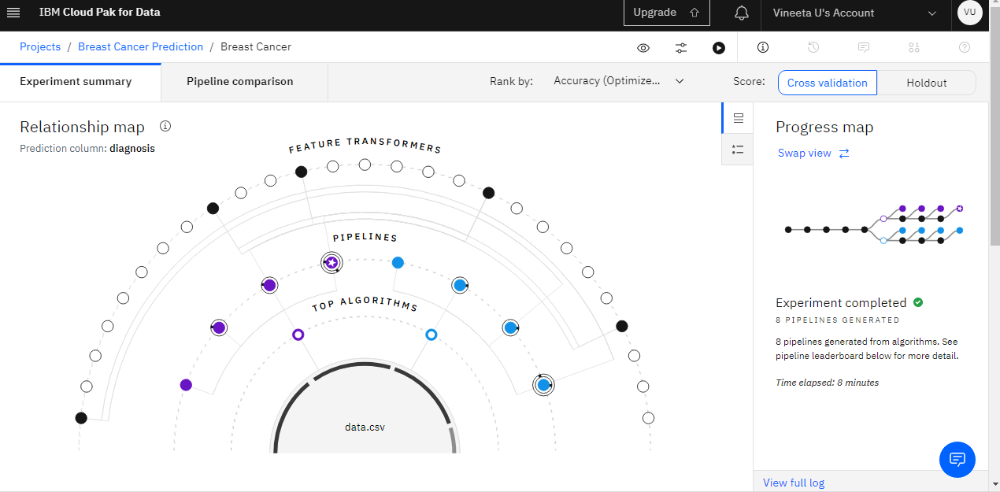 IBM Cloud Pak for Data
Upgrade
Vineeta U's Account
VU
Projects / Breast Cancer Prediction / Breast Cancer
Experiment summary
Pipeline comparison
Rank by:
Accuracy (Optimize...
Score:
Cross validation
Holdout
Relationship map
Prediction column: diagnosis
FEATURE TRANSFORMERS
PIPELINES
TOP ALGORITHMS
data.csv
Progress map
Swap view
Experiment completed
8 PIPELINES GENERATED
8 pipelines generated from algorithms. See
pipeline leaderboard below for more detail.
Time elapsed: 8 minutes
View full log